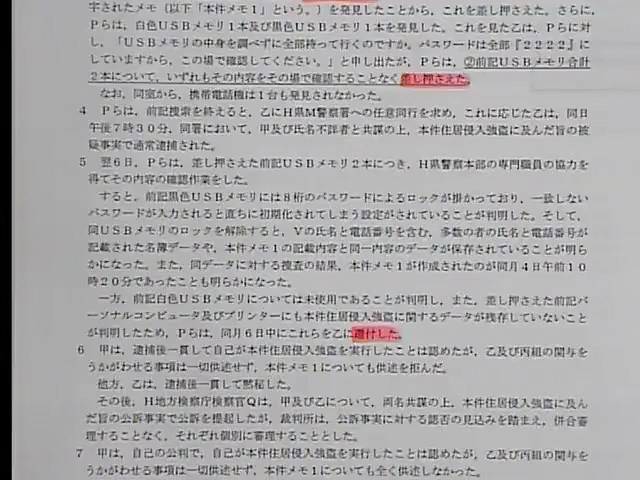 字されたメモ（以下「本件メモ１」という。）を発見したことから，これを差し押さえた。さらに，
Ｐらは，白色ＵＳＢメモリ１本及び黒色ＵＳＢメモリ１本を発見した。これを見た乙は，Ｐらに対
し，「ＵＳＢメモリの中身を調べずに全部持って行くのですか。パスワードは全部『２２２２』に
していますから，この場で確認してください。」と申し出たが，Ｐらは，②前記ＵＳＢメモリ合計
２本について，いずれもその内容をその場で確認することなく差し押さえた。
なお，同室から，携帯電話機は１台も発見されなかった。
４　Ｐらは，前記捜索を終えると，乙にＨ県Ｍ警察署への任意同行を求め，これに応じた乙は，同日
午後７時３０分，同署において，甲及び氏名不詳者と共謀の上，本件住居侵入強盗に及んだ旨の被
疑事実で通常逮捕された。
５　翌６日，Ｐらは，差し押さえた前記ＵＳＢメモリ２本につき，Ｈ県警察本部の専門職員の協力を
得てその内容の確認作業をした。
すると，前記黒色ＵＳＢメモリには８桁のパスワードによるロックが掛かっており，一致しない
パスワードが入力されると直ちに初期化されてしまう設定がされていることが判明した。そして，
同ＵＳＢメモリのロックを解除すると，Ｖの氏名と電話番号を含む，多数の者の氏名と電話番号が
記載された名簿データや，本件メモ１の記載内容と同一内容のデータが保存されていることが明ら
かになった。また，同データに対する捜査の結果，本件メモ１が作成されたのが同月４日午前１０
時２０分であったことも明らかになった。
一方，前記白色ＵＳＢメモリについては未使用であることが判明し，また，差し押さえた前記パ
ーソナルコンピュータ及びプリンターにも本件住居侵入強盗に関するデータが残存していないこと
が判明したため，Ｐらは，同月６日中にこれらを乙に還付した。
６　甲は，逮捕後一貫して自己が本件住居侵入強盗を実行したことは認めたが，乙及び丙組の関与を
うかがわせる事項は一切供述せず，本件メモ１についても供述を拒んだ。
他方，乙は，逮捕後一貫して黙秘した。
その後，Ｈ地方検察庁検察官Ｑは，甲及び乙について，両名共謀の上，本件住居侵入強盗に及ん
だ旨の公訴事実で公訴を提起したが，裁判所は，公訴事実に対する認否の見込みを踏まえ，併合審
理することなく，それぞれ個別に審理することとした。
７　甲は，自己の公判で，自己が本件住居侵入強盗を実行したことは認めたが，乙及び丙組の関与を
うかがわせる事項は一切供述せず，本件メモ１についても全く供述しなかった。